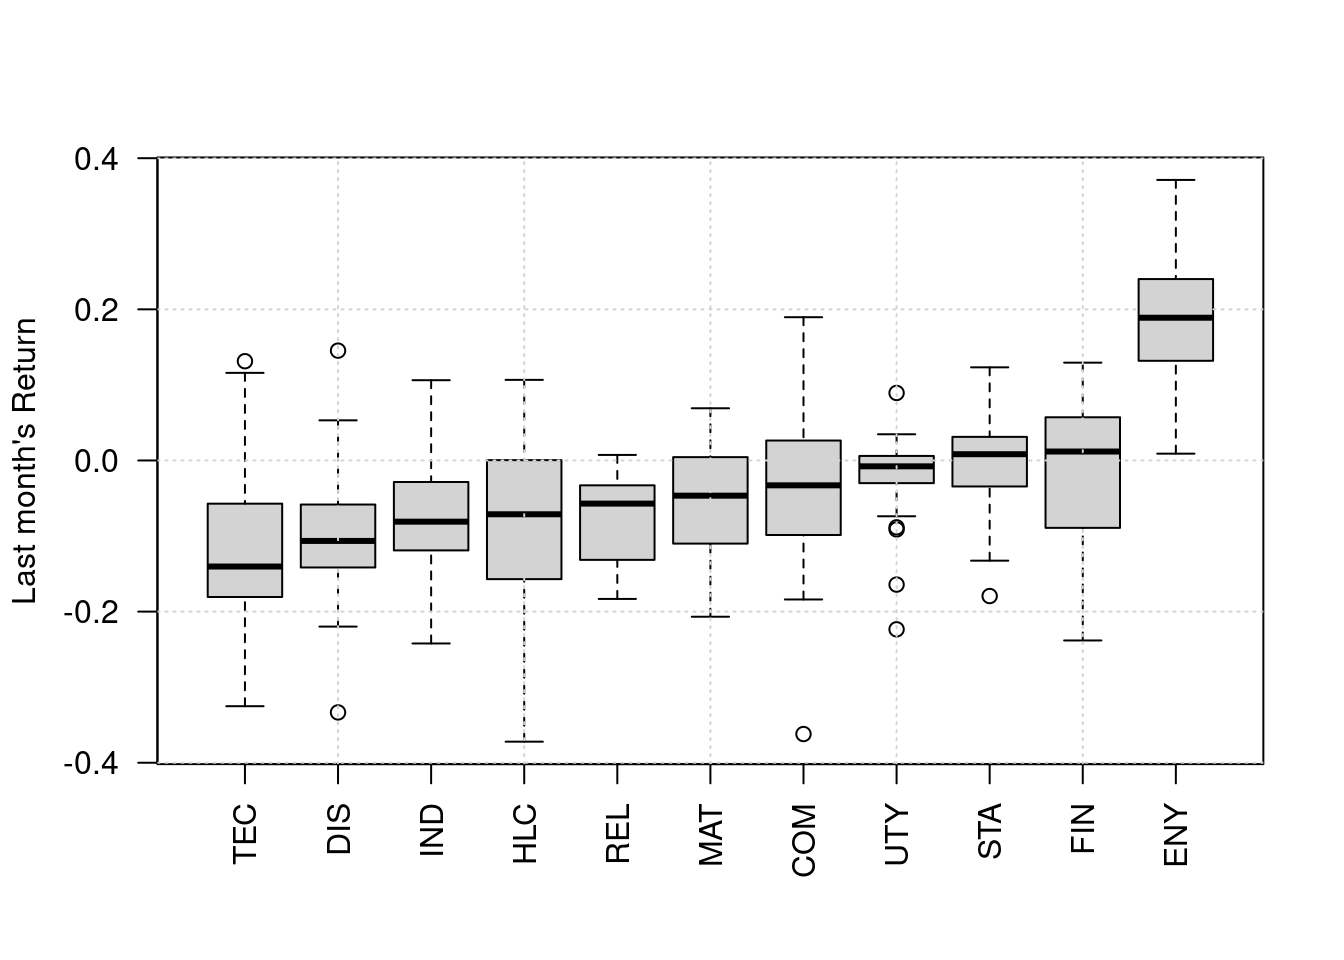 Last month's Return
0.4
0.2
0.0
-0.2
-0.4
TEC DIS IND HLC REL MAT COM UTY STA FIN ENY